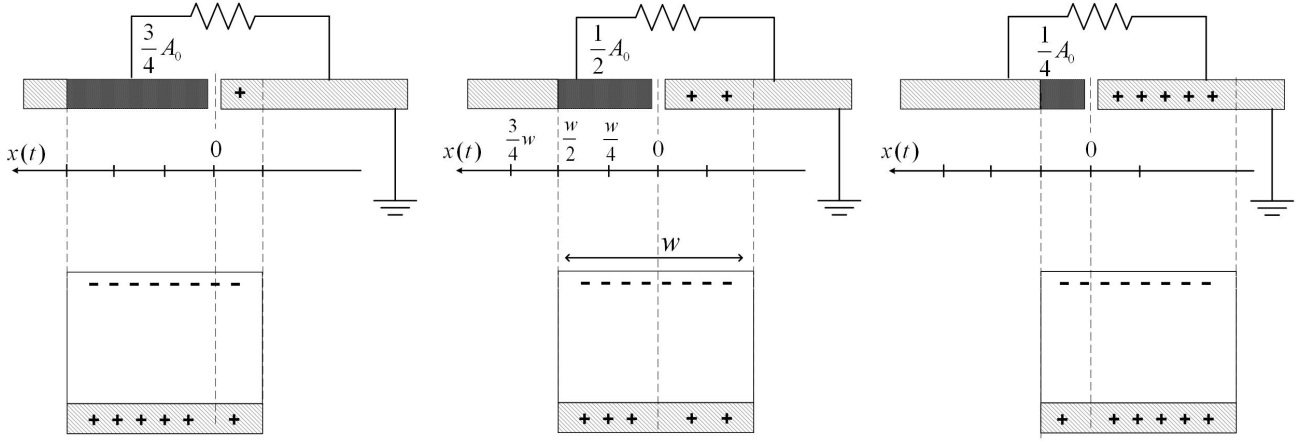 3/4 A₀
+
x(t) 0
- - - - - - - -
+ + + + + +
1/2 A₀
+ +
3/4 w w/2 w/4 0
x(t)
w
- - - - - - - -
+ + + + +
1/4 A₀
+ + + + +
x(t) 0
- - - - - - - -
+ + + + + +